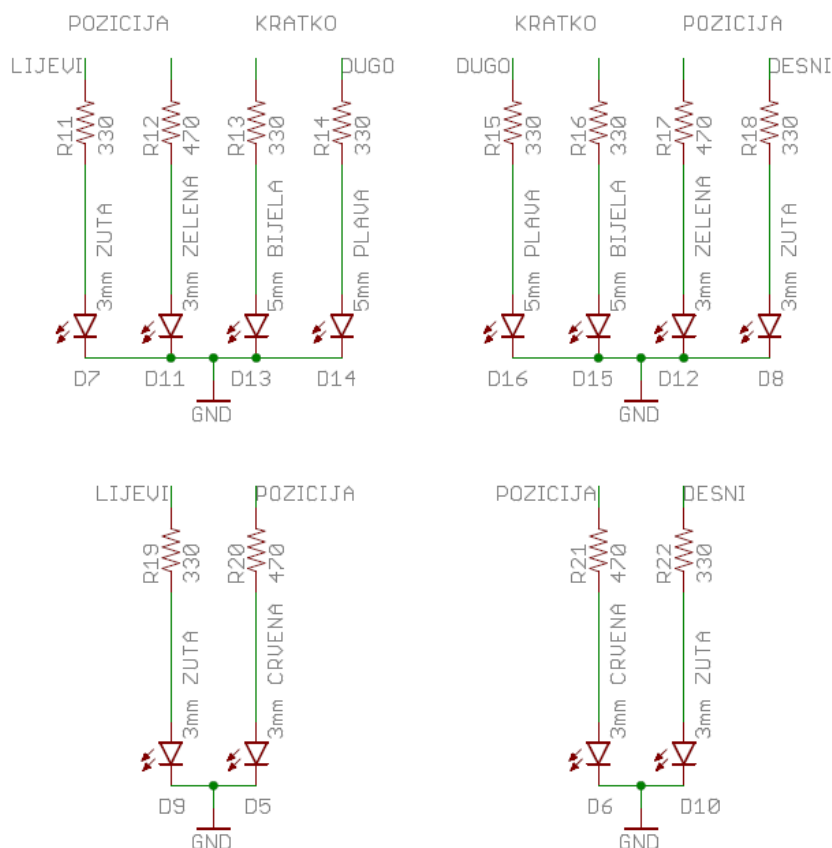 POZICIJA KRATKO KRATKO POZICIJA
LIJEVI DUGO DUGO DESNI
R11 330 R12 470 R13 330 R14 330 R15 330 R16 330 R17 470 R18 330
3mm ZUTA 3mm ZELENA 5mm BIJELA 5mm PLAVA 5mm PLAVA 5mm BIJELA 3mm ZELENA 3mm ZUTA
D7 D11 D13 D14 D16 D15 D12 D8
GND GND
LIJEVI POZICIJA POZICIJA DESNI
R19 330 R20 470 R21 470 R22 330
3mm ZUTA 3mm CRVENA 3mm CRVENA 3mm ZUTA
D9 D5 D6 D10
GND GND